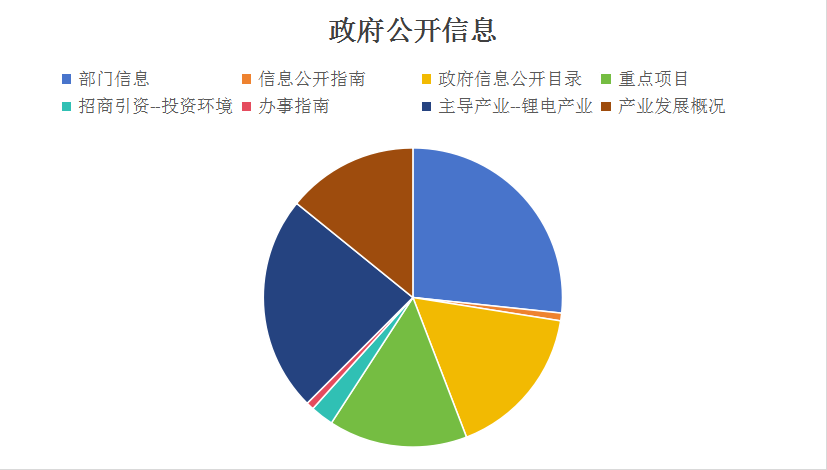 政府公开信息
部门信息 信息公开指南 政府信息公开目录 重点项目
招商引资--投资环境 办事指南 主导产业--锂电产业 产业发展概况